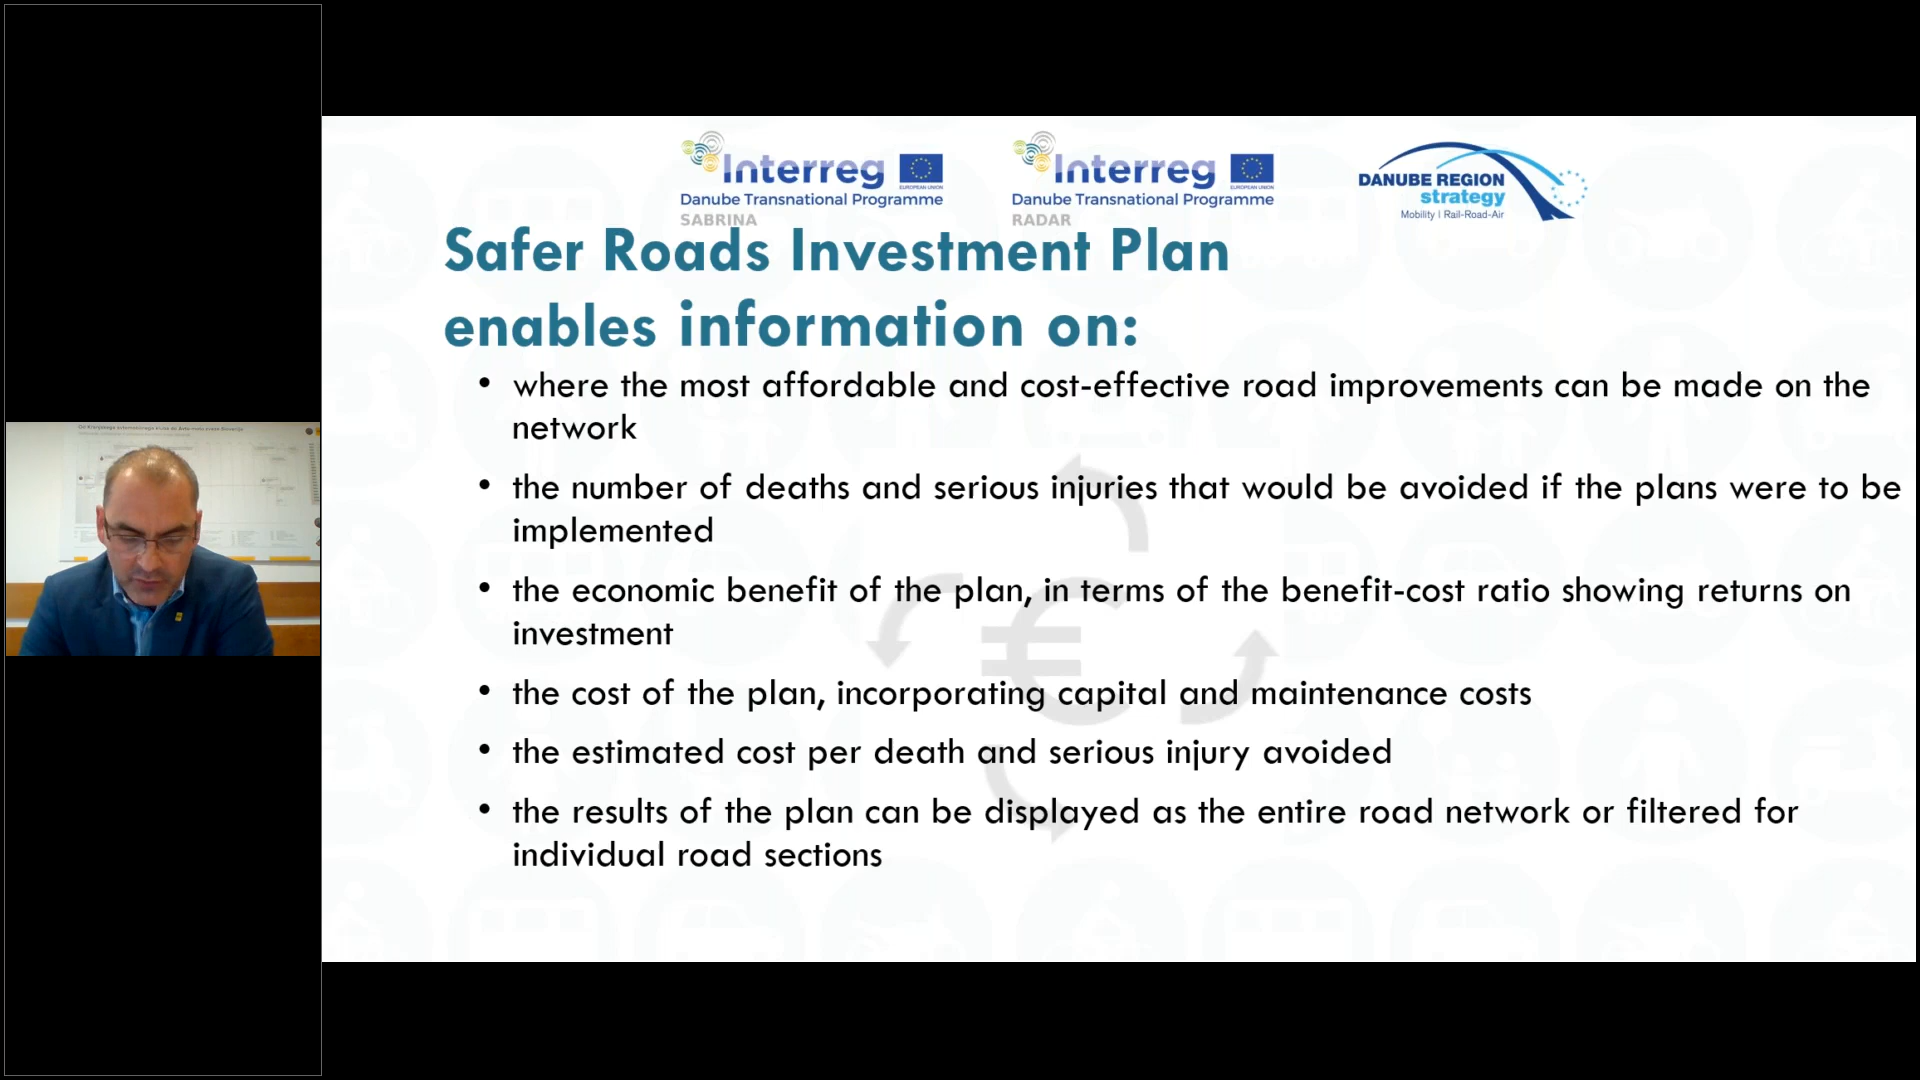 Interreg
EUROPEAN UNION
Danube Transnational Programme
SABRINA
Interreg
EUROPEAN UNION
Danube Transnational Programme
RADAR
DANUBE REGION
strategy
Mobility | Rail-Road-Air
Safer Roads Investment Plan
enables information on:
• where the most affordable and cost-effective road improvements can be made on the
network
• the number of deaths and serious injuries that would be avoided if the plans were to be
implemented
• the economic benefit of the plan, in terms of the benefit-cost ratio showing returns on
investment
• the cost of the plan, incorporating capital and maintenance costs
• the estimated cost per death and serious injury avoided
• the results of the plan can be displayed as the entire road network or filtered for
individual road sections
€